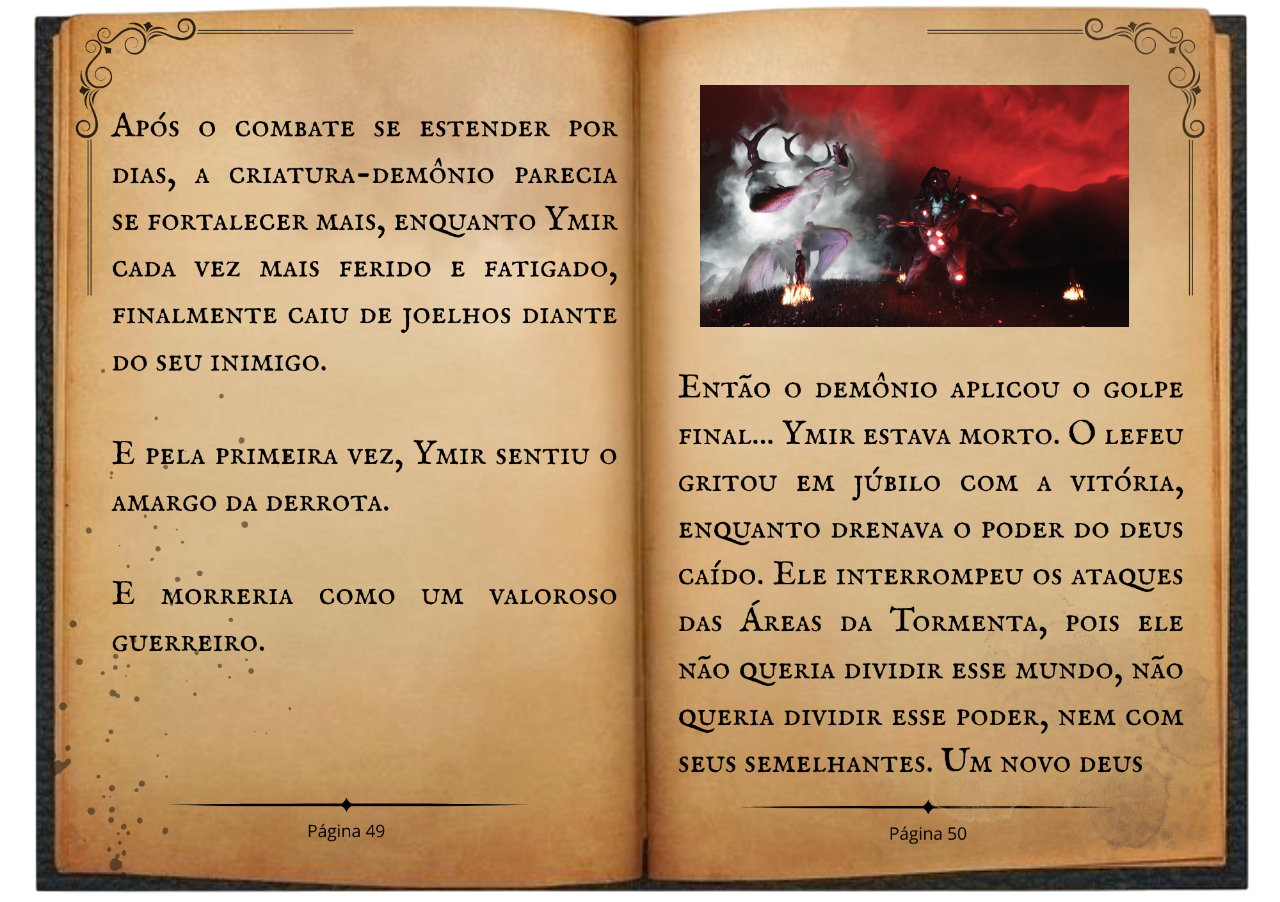 Após o combate se estender por
dias, a criatura-demônio parecia
se fortalecer mais, enquanto Ymir
cada vez mais ferido e fatigado,
finalmente caiu de joelhos diante
do seu inimigo.
E pela primeira vez, Ymir sentiu o
amargo da derrota.
E morreria como um valoroso
guerreiro.
Página 49
Então o demônio aplicou o golpe
final... Ymir estava morto. O lefeu
gritou em júbilo com a vitória,
enquanto drenava o poder do deus
caído. Ele interrompeu os ataques
das Áreas da Tormenta, pois ele
não queria dividir esse mundo, não
queria dividir esse poder, nem com
seus semelhantes. Um novo deus
Página 50